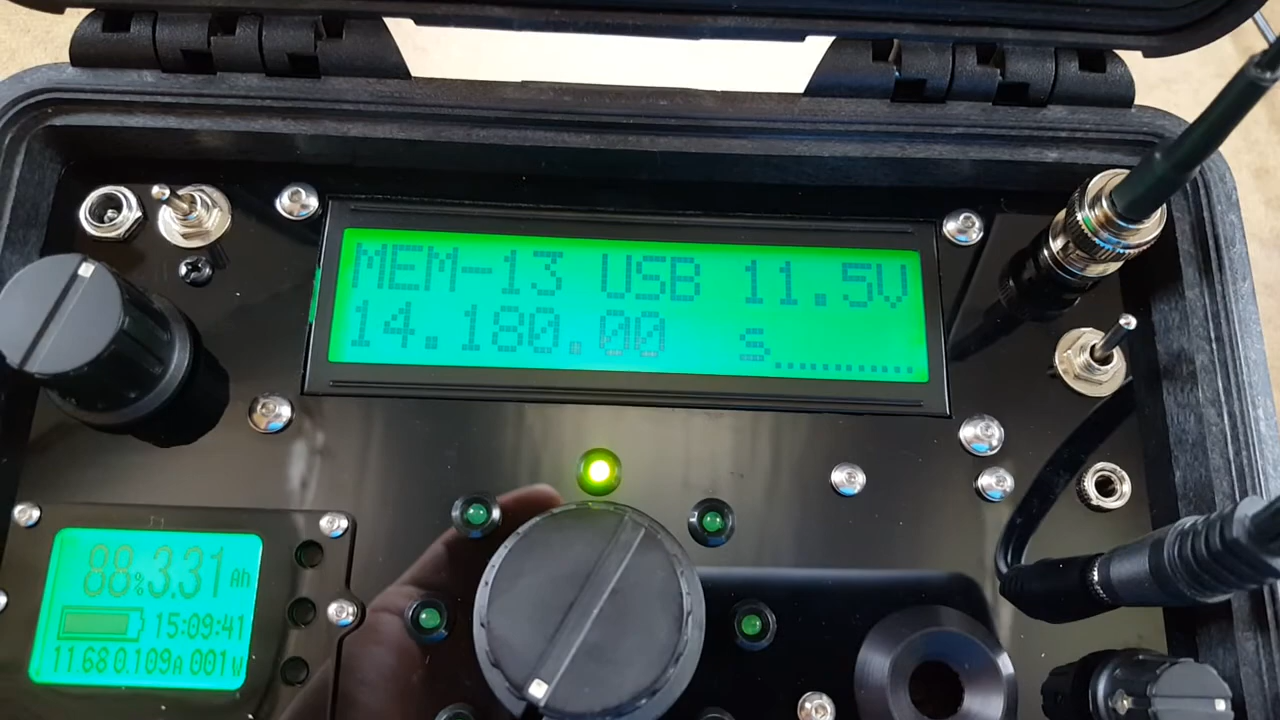 MEM-13 USB 11.5V
14.180.00 s..........
88% 3.31 Ah
15:09:41
11.68 0.109A 001W